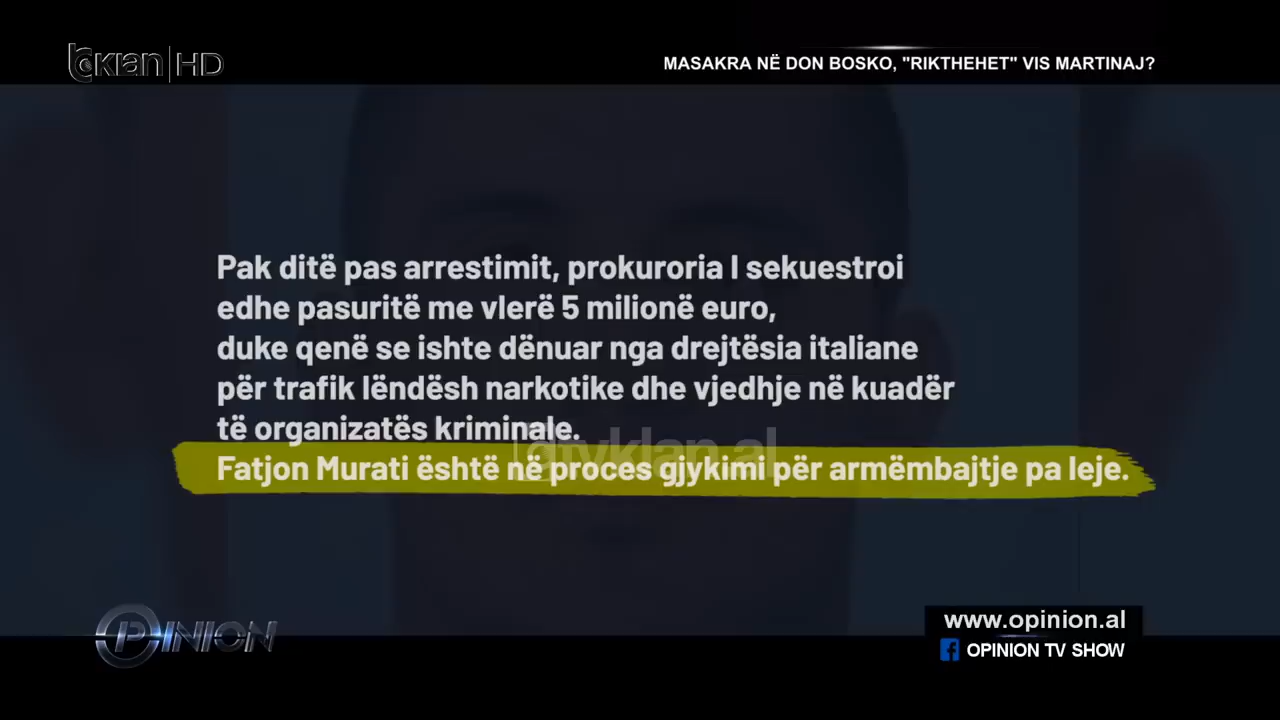 tvklan HD
MASAKRA NË DON BOSKO, "RIKTHEHET" VIS MARTINAJ?
Pak ditë pas arrestimit, prokuroria I sekuestroi
edhe pasuritë me vlerë 5 milionë euro,
duke qenë se ishte dënuar nga drejtësia italiane
për trafik lëndësh narkotike dhe vjedhje në kuadër
të organizatës kriminale.
tvklan.al
Fatjon Murati është në proces gjykimi për armëmbajtje pa leje.
OPINION
www.opinion.al
OPINION TV SHOW